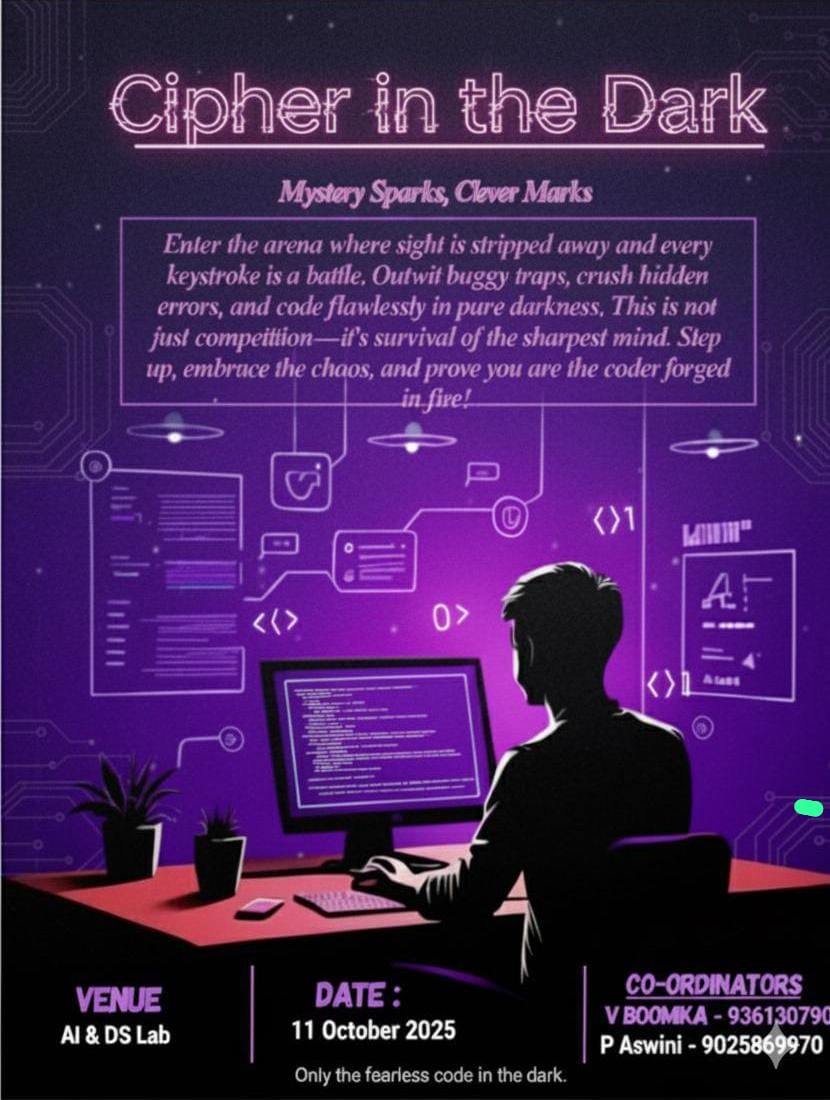 Cipher in the Dark
Mystery Sparks, Clever Marks
Enter the arena where sight is stripped away and every
keystroke is a battle. Outwit buggy traps, crush hidden
errors, and code flawlessly in pure darkness. This is not
just competition—it's survival of the sharpest mind. Step
up, embrace the chaos, and prove you are the coder forged
in fire!
<>1
<(>
0>
<>1
VENUE
AI & DS Lab
DATE :
11 October 2025
CO-ORDINATORS
V BOOMKA - 936130790
P Aswini - 9025869970
Only the fearless code in the dark.